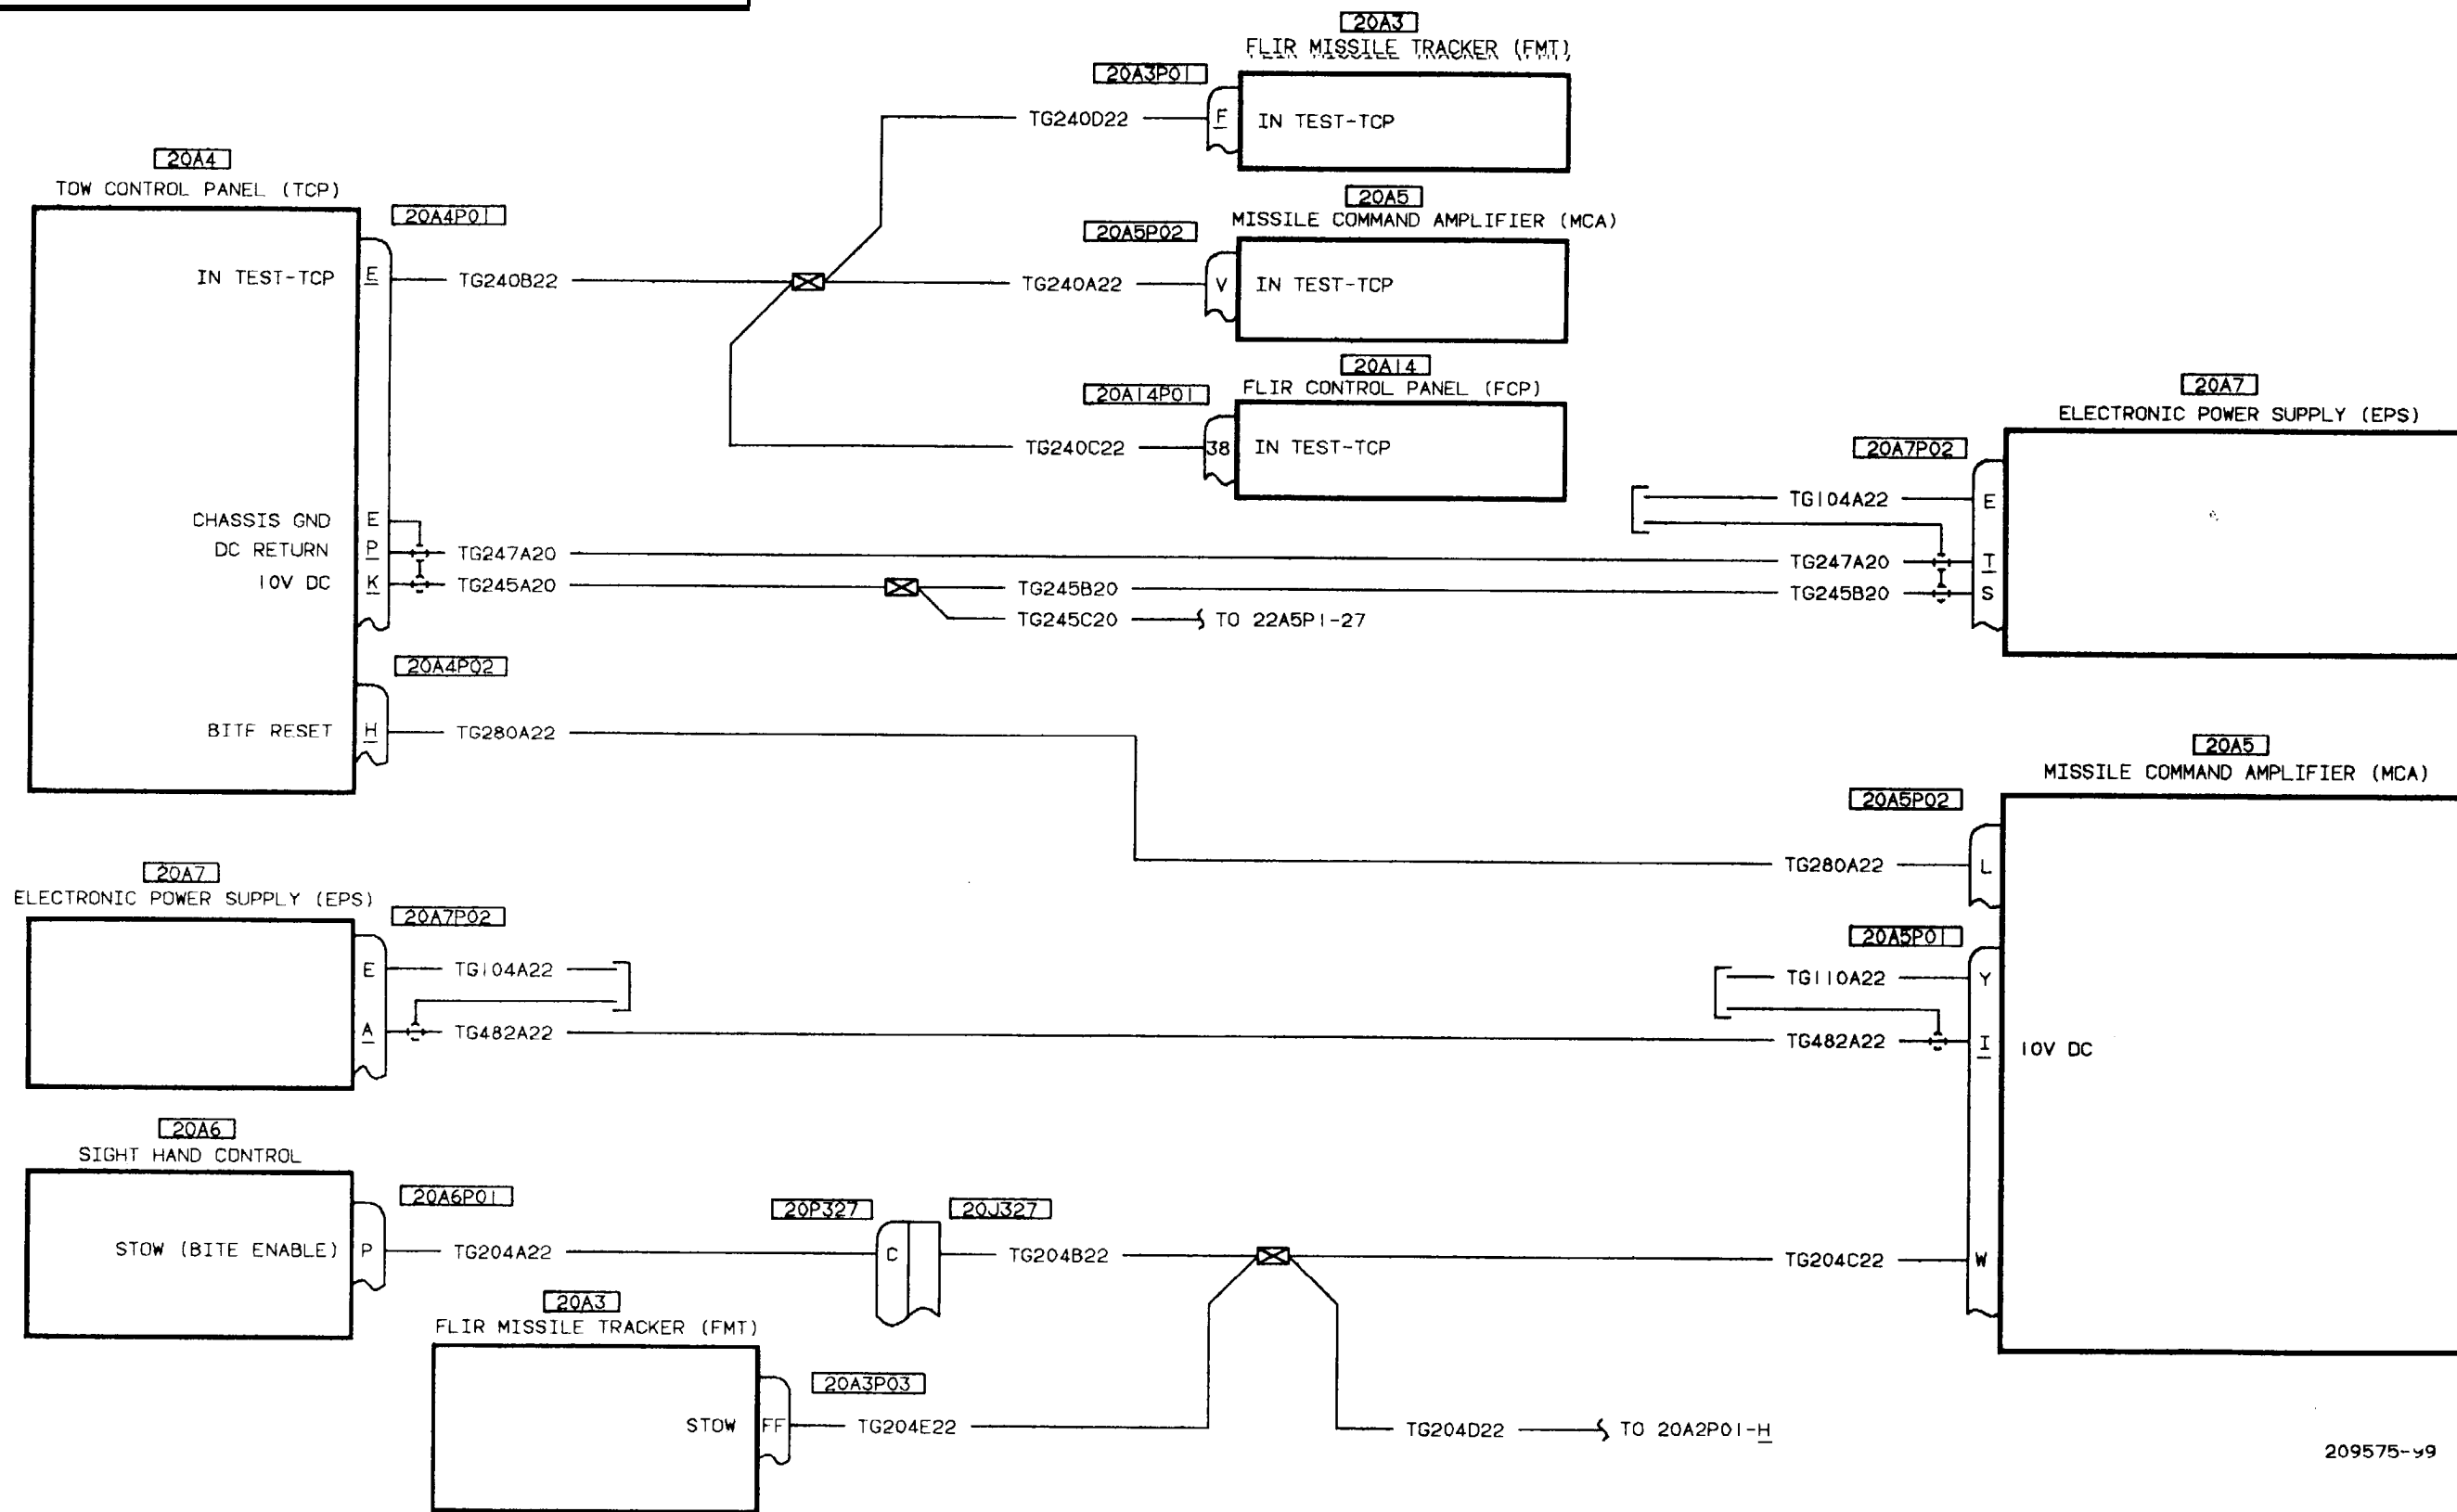 20A3
FLIR MISSILE TRACKER (FMT)
20A3P01
TG240D22
F
IN TEST-TCP
20A4
TOW CONTROL PANEL (TCP)
20A4P01
20A5
MISSILE COMMAND AMPLIFIER (MCA)
20A5P02
IN TEST-TCP
E
TG240B22
TG240A22
V
IN TEST-TCP
20A14
FLIR CONTROL PANEL (FCP)
20A14P01
TG240C22
38
IN TEST-TCP
20A7
ELECTRONIC POWER SUPPLY (EPS)
20A7P02
TG104A22
E
CHASSIS GND
E
DC RETURN
P
TG247A20
TG247A20
T
10V DC
K
TG245A20
TG245B20
TG245B20
S
TG245C20
TO 22A5P1-27
20A4P02
BITE RESET
H
TG280A22
20A5
MISSILE COMMAND AMPLIFIER (MCA)
20A5P02
TG280A22
L
20A7
ELECTRONIC POWER SUPPLY (EPS)
20A7P02
20A5P01
E
TG104A22
TG110A22
Y
A
TG482A22
TG482A22
I
10V DC
20A6
SIGHT HAND CONTROL
20A6P01
20P327
20J327
STOW (BITE ENABLE)
P
TG204A22
C
TG204B22
TG204C22
W
20A3
FLIR MISSILE TRACKER (FMT)
20A3P03
STOW
FF
TG204E22
TG204D22
TO 20A2P01-H